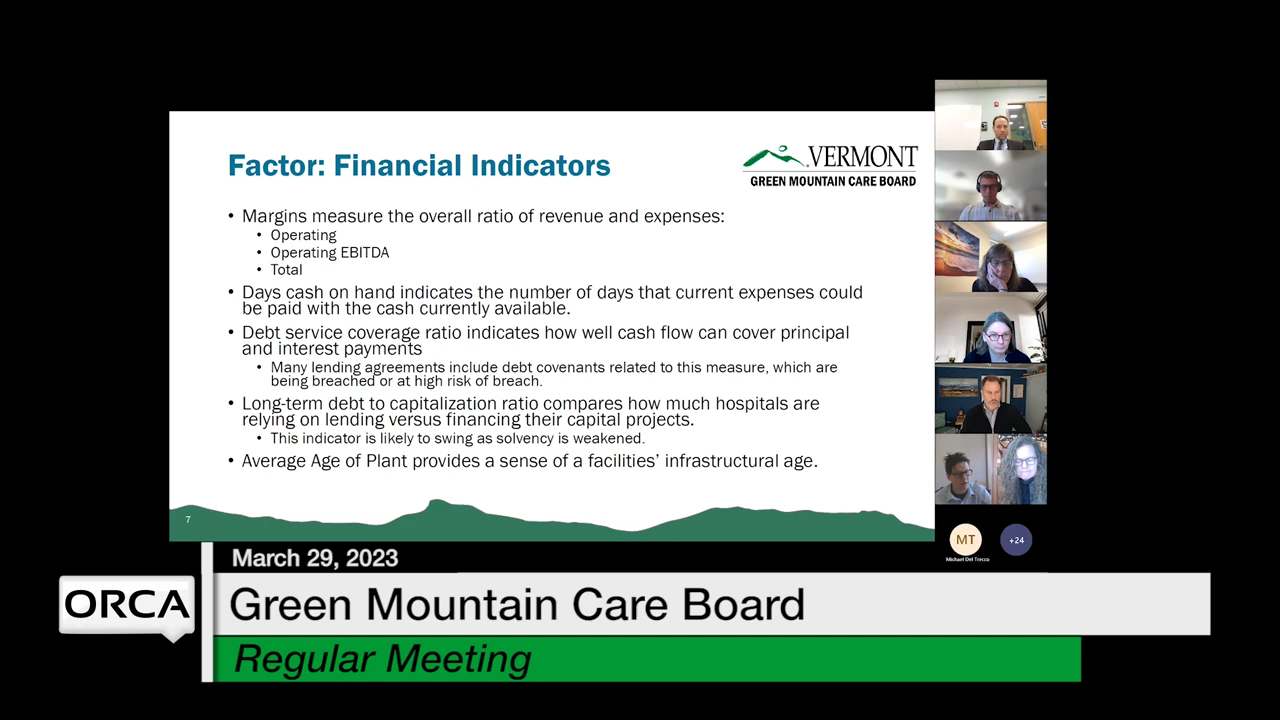 Factor: Financial Indicators
VERMONT
GREEN MOUNTAIN CARE BOARD
• Margins measure the overall ratio of revenue and expenses:
• Operating
• Operating EBITDA
• Total
• Days cash on hand indicates the number of days that current expenses could
be paid with the cash currently available.
• Debt service coverage ratio indicates how well cash flow can cover principal
and interest payments
• Many lending agreements include debt covenants related to this measure, which are
being breached or at high risk of breach.
• Long-term debt to capitalization ratio compares how much hospitals are
relying on lending versus financing their capital projects.
• This indicator is likely to swing as solvency is weakened.
• Average Age of Plant provides a sense of a facilities' infrastructural age.
7
MT
+24
Michael Del Trecco
March 29, 2023
ORCA
Green Mountain Care Board
Regular Meeting